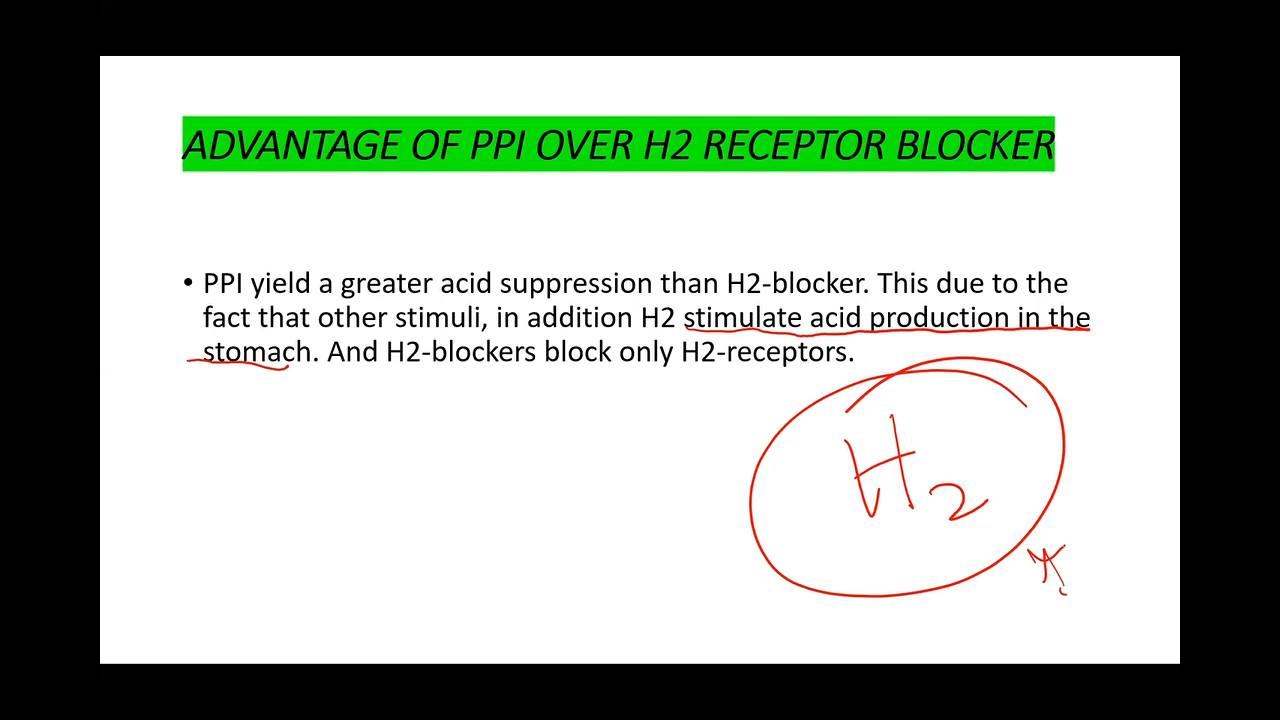 ADVANTAGE OF PPI OVER H2 RECEPTOR BLOCKER
• PPI yield a greater acid suppression than H2-blocker. This due to the
fact that other stimuli, in addition H2 stimulate acid production in the
stomach. And H2-blockers block only H2-receptors.
H2